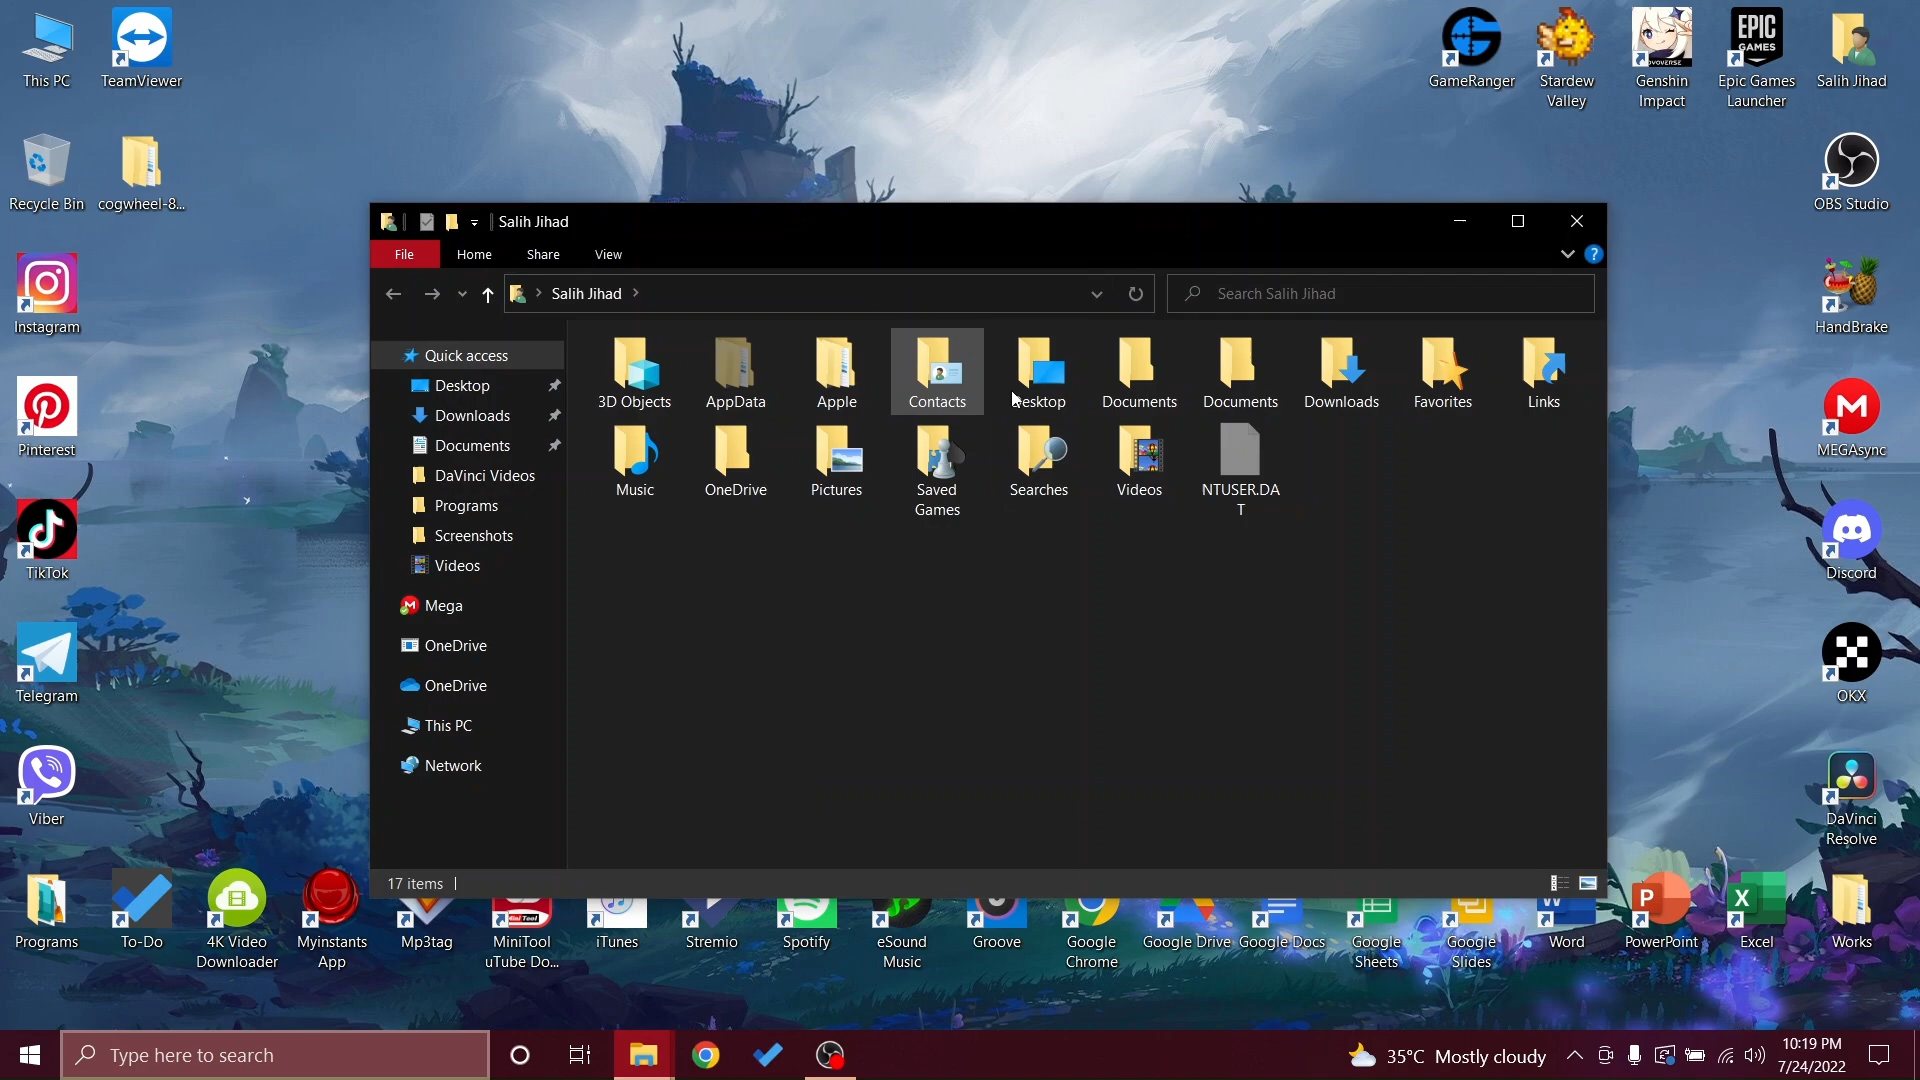 This PC
TeamViewer
GameRanger
Stardew
Valley
Genshin
Impact
EPIC
GAMES
Epic Games
Launcher
Salih Jihad
Recycle Bin
cogwheel-8...
OBS Studio
Salih Jihad
File
Home
Share
View
Salih Jihad
Search Salih Jihad
Instagram
HandBrake
Quick access
Desktop
Downloads
Documents
DaVinci Videos
Programs
Screenshots
Videos
Mega
OneDrive
OneDrive
This PC
Network
3D Objects
AppData
Apple
Contacts
Desktop
Documents
Documents
Downloads
Favorites
Links
Music
OneDrive
Pictures
Saved
Games
Searches
Videos
NTUSER.DA
T
17 items
Pinterest
MEGAsync
TikTok
Discord
Telegram
OKX
Viber
DaVinci
Resolve
Programs
To-Do
4K Video
Downloader
Myinstants
App
Mp3tag
MiniTool
uTube Do...
iTunes
Stremio
Spotify
eSound
Music
Groove
Google
Chrome
Google Drive
Google Docs
Google
Sheets
Google
Slides
Word
PowerPoint
Excel
Works
Type here to search
35°C Mostly cloudy
10:19 PM
7/24/2022